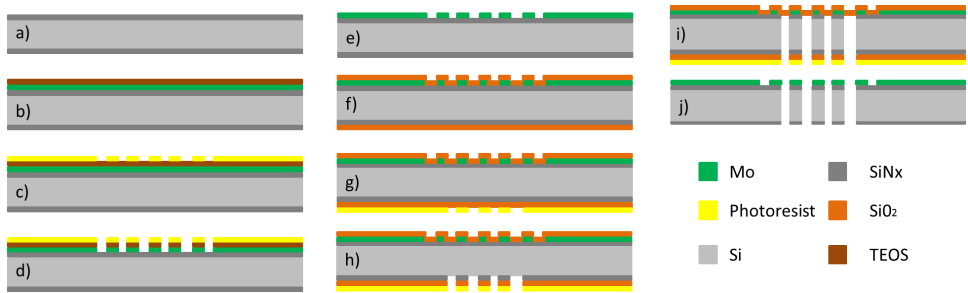 a)
b)
c)
d)
e)
f)
g)
h)
i)
j)
Mo
SiNx
Photoresist
Si0₂
Si
TEOS